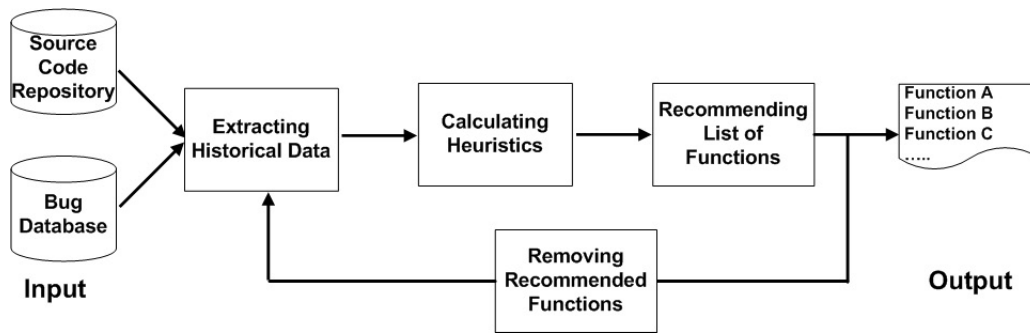 Source
Code
Repository
Bug
Database
Input
Extracting
Historical Data
Calculating
Heuristics
Recommending
List of
Functions
Removing
Recommended
Functions
Function A
Function B
Function C
.....
Output